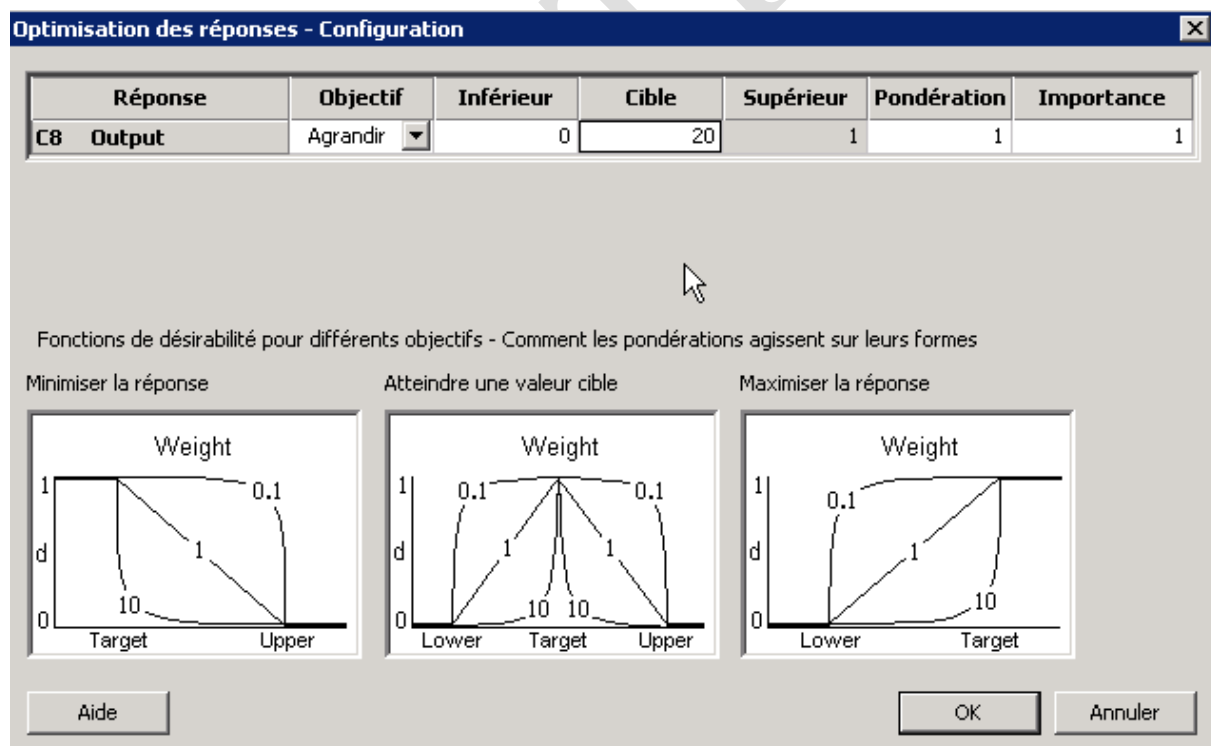 Optimisation des réponses - Configuration
Réponse Objectif Inférieur Cible Supérieur Pondération Importance
C8 Output Agrandir 0 20 1 1 1
Fonctions de désirabilité pour différents objectifs - Comment les pondérations agissent sur leurs formes
Minimiser la réponse
Atteindre une valeur cible
Maximiser la réponse
Weight
1
0.1
d
1
10
0
Target Upper
Weight
1
0.1 0.1
d
1 1
10 10
0
Lower Target Upper
Weight
1
0.1
d
1
10
0
Lower Target
Aide OK Annuler